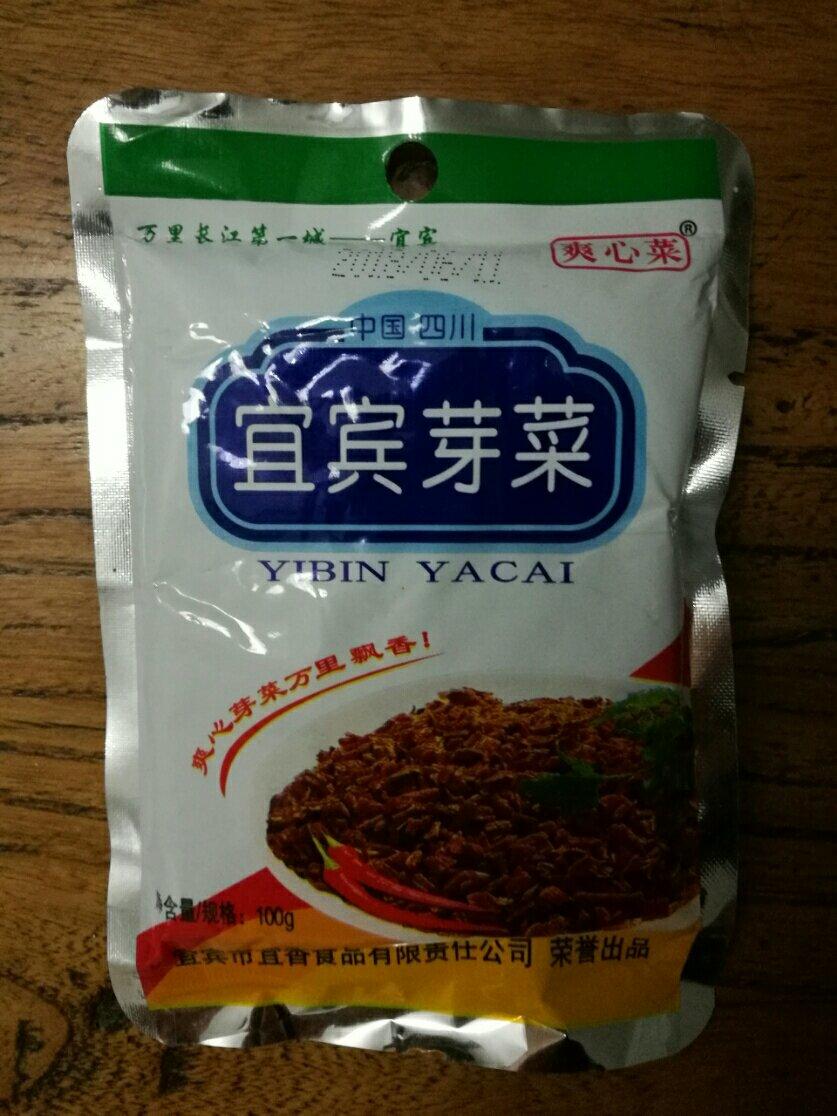 万里长江第一城——宜宾
爽心菜®
2018/06/11
中国 四川
宜宾芽菜
YIBIN YACAI
爽心芽菜万里飘香！
净含量/规格：100g
宜宾市宜香食品有限责任公司 荣誉出品